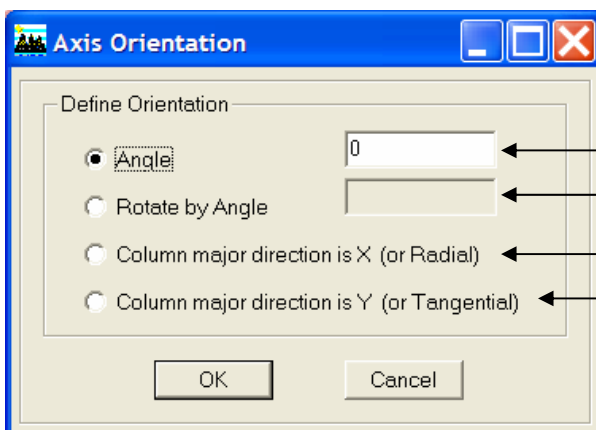 Axis Orientation
Define Orientation
Angle 0
Rotate by Angle
Column major direction is X (or Radial)
Column major direction is Y (or Tangential)
OK Cancel